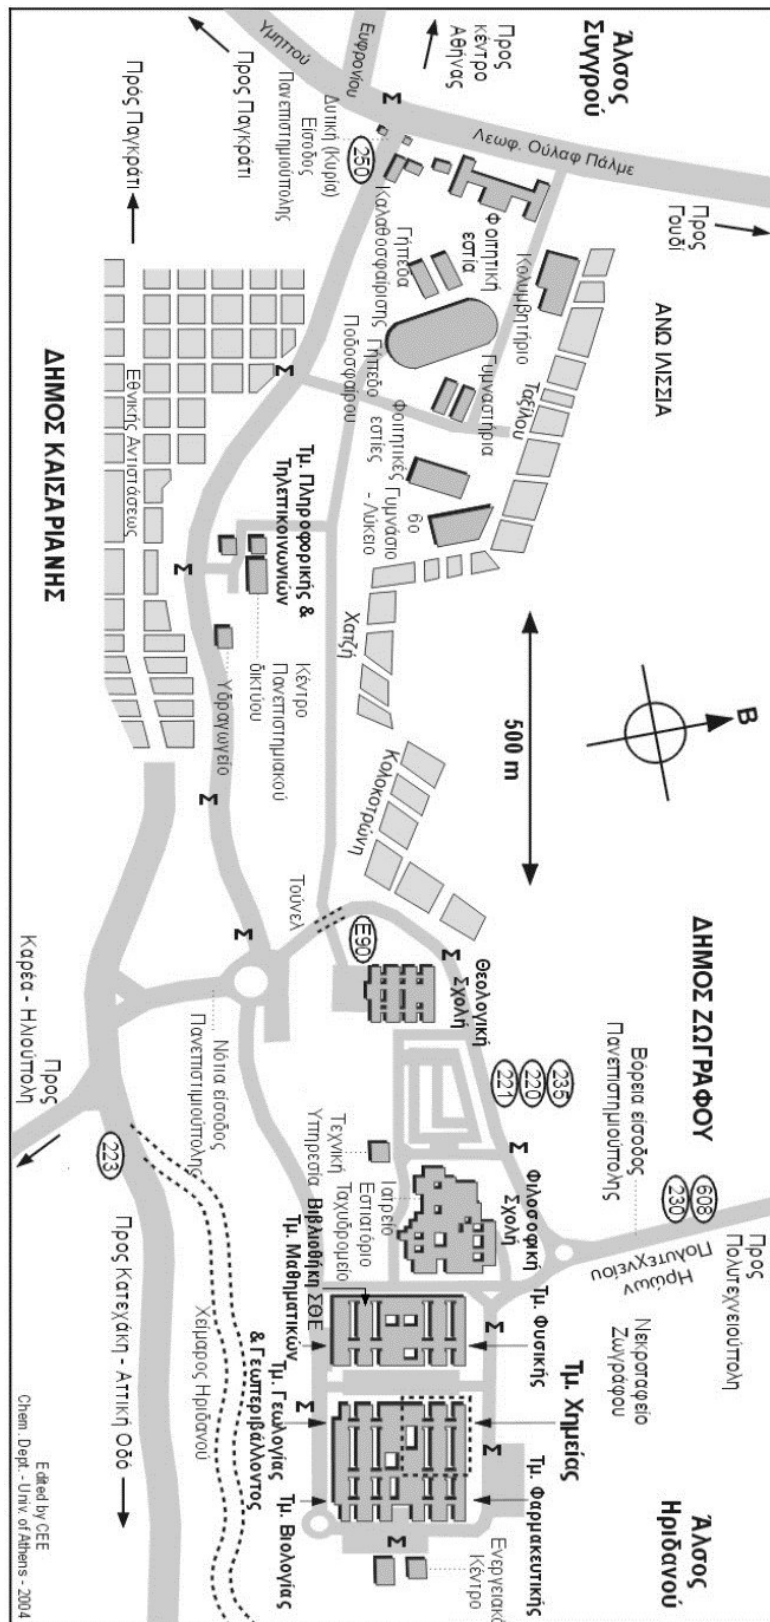 Άλσος
Συγγρού
Προς
κέντρο
Αθήνας
Ευφρονίου
Υμηττού
Λεωφ. Ούλαφ Πάλμε
Προς
Γουδί
Προς Παγκράτι
Πρός Παγκράτι
Δυτική (Κυρία)
Είσοδος
Πανεπιστημιούπολης
250
Φοιτητική
εστία
Κολυμβητήριο
Γήπεδα
Καλαθοσφαίρισης
Γήπεδο
Ποδοσφαίρου
Γυμναστήρια
Φοιτητικές
εστίες
6ο
Γυμνάσιο
- Λύκειο
Ταξίλου
ΑΝΩ ΙΛΙΣΣΙΑ
Χατζή
Κολοκοτρώνη
ΔΗΜΟΣ ΚΑΙΣΑΡΙΑΝΗΣ
Εθνικής Αντιστάσεως
Τμ. Πληροφορικής &
Τηλεπικοινωνιών
Κέντρο
Πανεπιστημιακού
δικτύου
Υδραγωγείο
Β
500 m
Τούνελ
E90
Θεολογική
Σχολή
ΔΗΜΟΣ ΖΩΓΡΑΦΟΥ
235
220
221
Βόρεια είσοδος
Πανεπιστημιούπολης
608
230
Ηρώων
Πολυτεχνείου
Προς
Πολυτεχνειούπολη
Νεκροταφείο
Ζωγράφου
Νότια είσοδος
Πανεπιστιμιούπολης
Προς
Καρέα - Ηλιούπολη
223
Προς Κατεχάκη - Αττική Οδό
Χείμαρος Ηριδανού
Τεχνική
Υπηρεσία
Φιλοσοφική
Σχολή
Ιατρείο
Εστιατόριο
Ταχυδρομείο
Βιβλιοθήκη ΣΘΕ
Τμ. Μαθηματικών
Τμ. Φυσικής
Τμ. Χημείας
Τμ. Γεωλογίας
& Γεωπεριβάλλοντος
Τμ. Βιολογίας
Τμ. Φαρμακευτικής
Ενεργειακό
Κέντρο
Άλσος
Ηριδανού
Σ
Σ
Σ
Σ
Σ
Σ
Σ
Σ
Σ
Σ
Σ
Edited by CEE
Chem. Dept. - Univ. of Athens - 2004